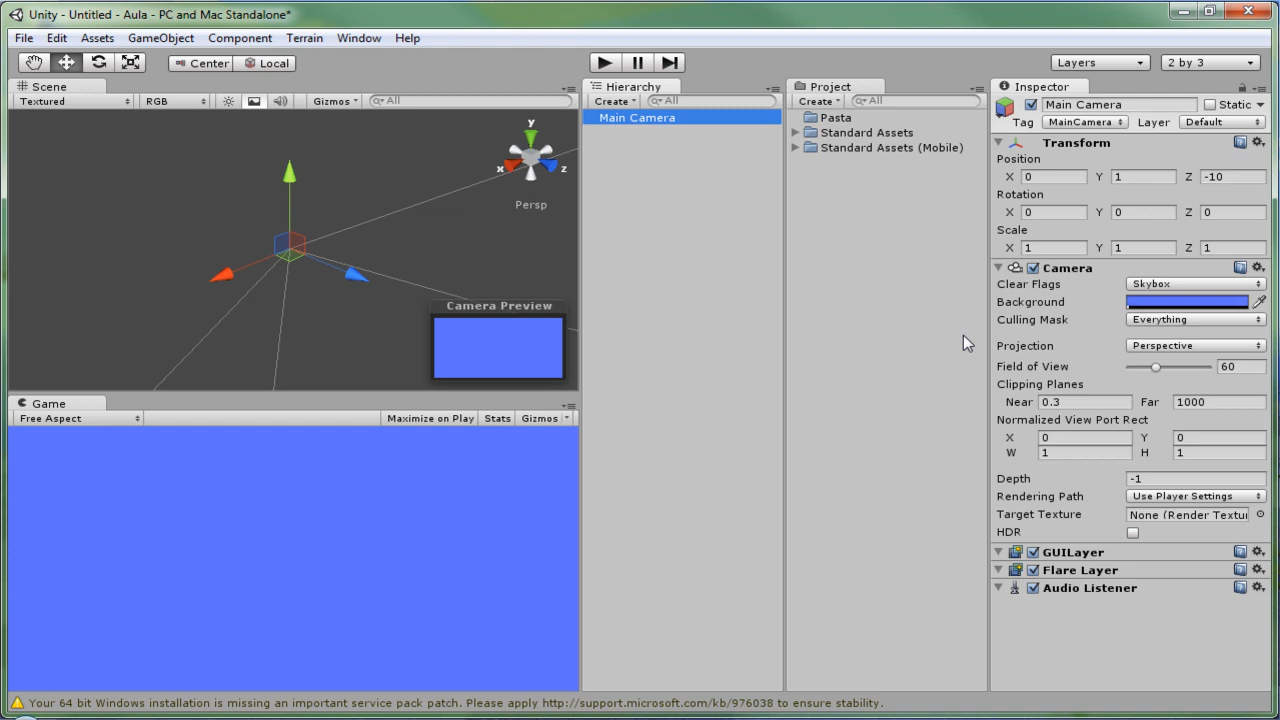 Unity - Untitled - Aula - PC and Mac Standalone*
File Edit Assets GameObject Component Terrain Window Help
Center Local
Layers
2 by 3
Scene
Textured RGB Gizmos All
y
x z
Persp
Camera Preview
Game
Free Aspect Maximize on Play Stats Gizmos
Hierarchy
Create All
Main Camera
Project
Create All
Pasta
Standard Assets
Standard Assets (Mobile)
Inspector
Main Camera Static
Tag MainCamera Layer Default
Transform
Position
X 0 Y 1 Z -10
Rotation
X 0 Y 0 Z 0
Scale
X 1 Y 1 Z 1
Camera
Clear Flags Skybox
Background
Culling Mask Everything
Projection Perspective
Field of View 60
Clipping Planes
Near 0.3 Far 1000
Normalized View Port Rect
X 0 Y 0
W 1 H 1
Depth -1
Rendering Path Use Player Settings
Target Texture None (Render Textu
HDR
GUILayer
Flare Layer
Audio Listener
Your 64 bit Windows installation is missing an important service pack patch. Please apply http://support.microsoft.com/kb/976038 to ensure stability.